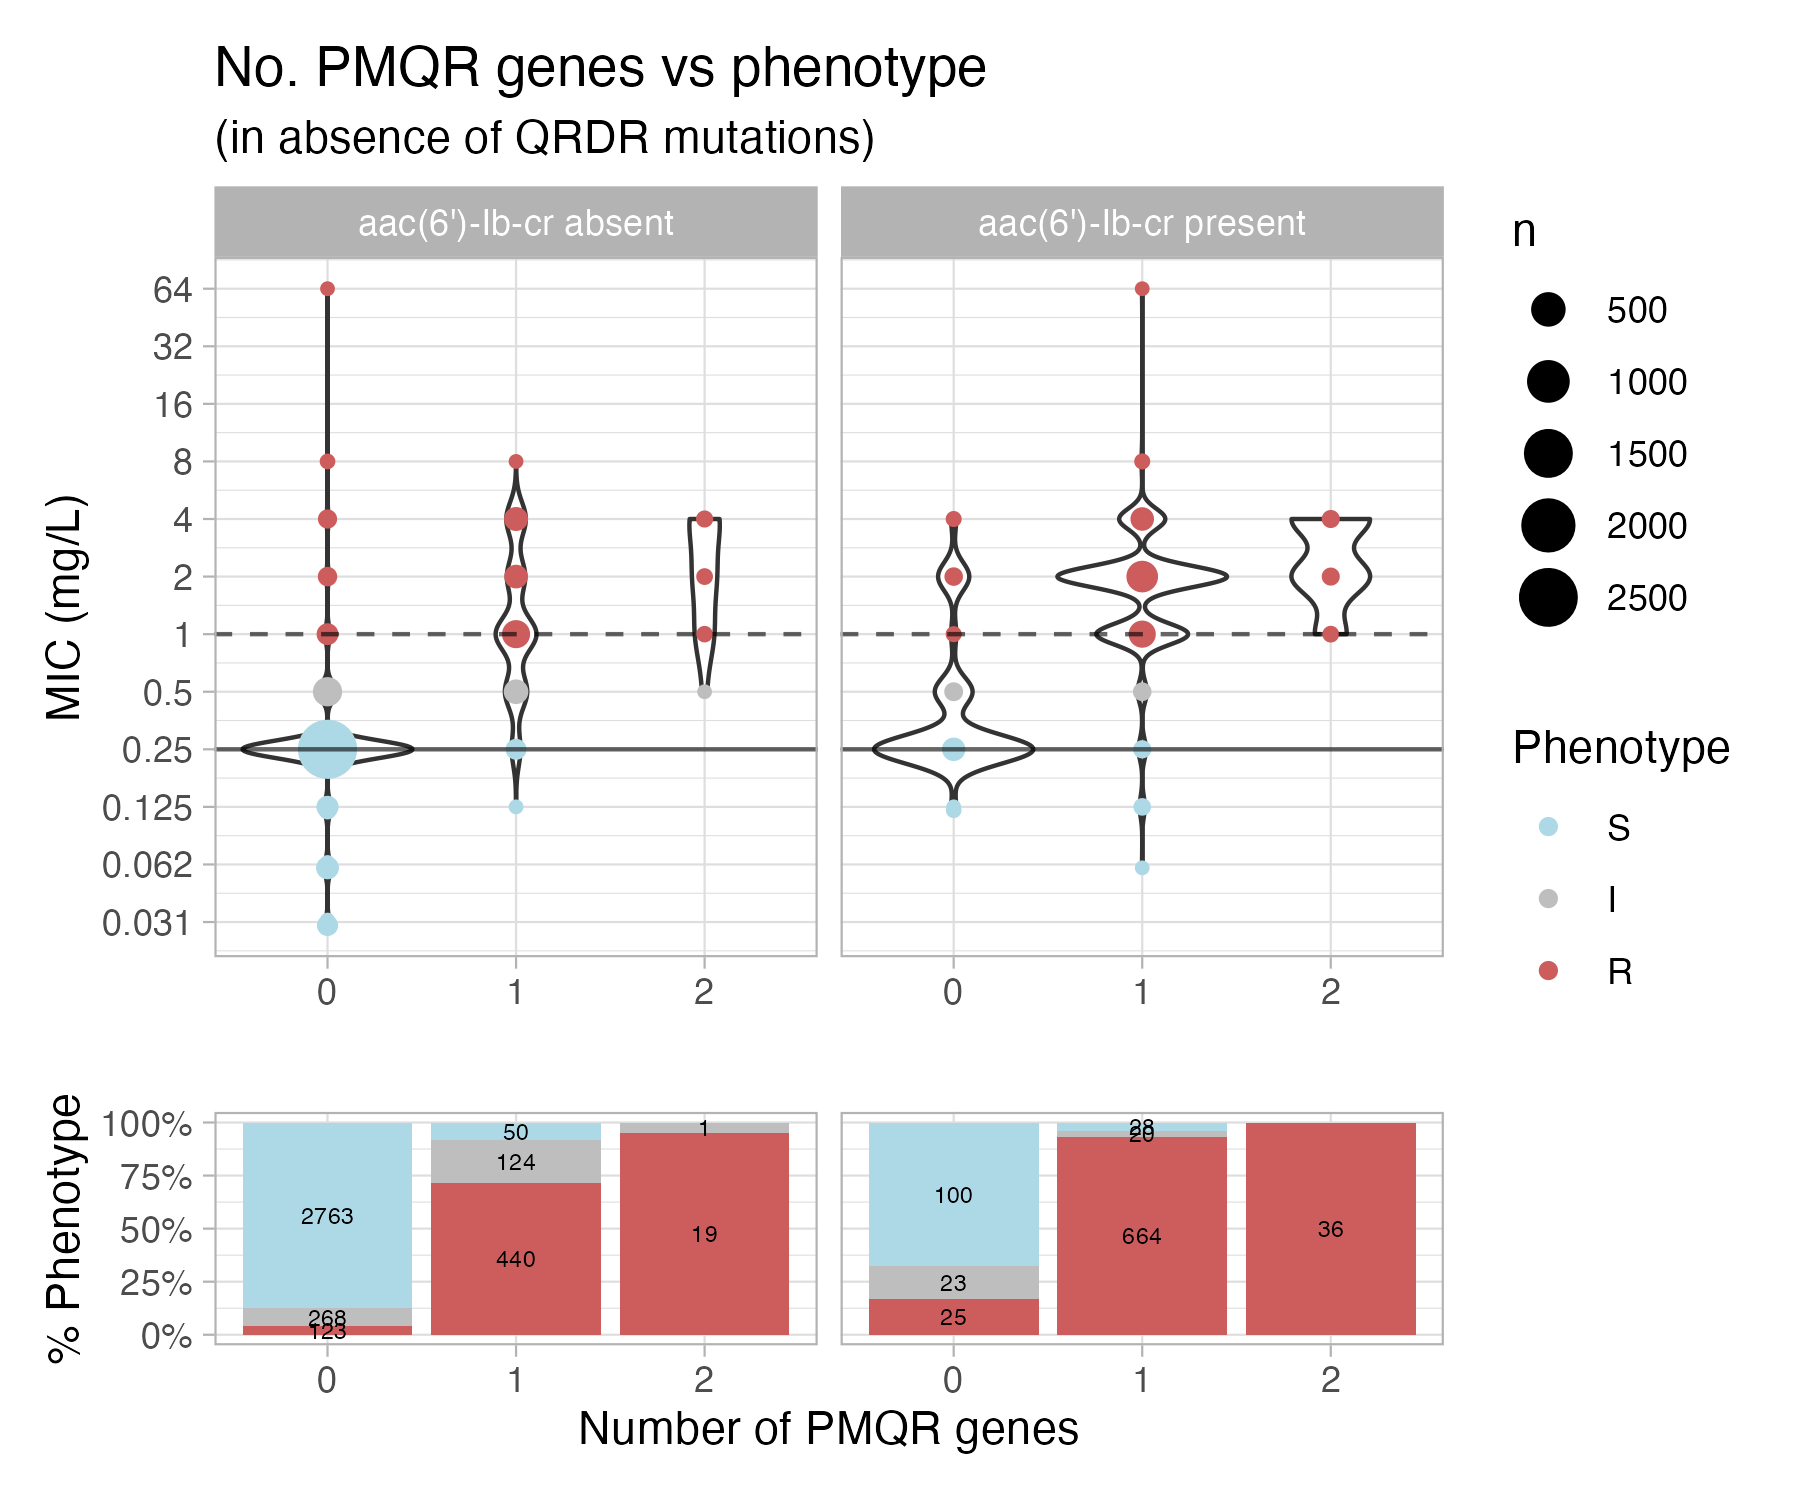 No. PMQR genes vs phenotype
(in absence of QRDR mutations)
aac(6')-Ib-cr absent
aac(6')-Ib-cr present
MIC (mg/L)
64
32
16
8
4
2
1
0.5
0.25
0.125
0.062
0.031
0 1 2
0 1 2
n
500
1000
1500
2000
2500
Phenotype
S
I
R
% Phenotype
100%
75%
50%
25%
0%
2763
268
123
50
124
440
1
19
100
23
25
28
20
664
36
0 1 2
0 1 2
Number of PMQR genes